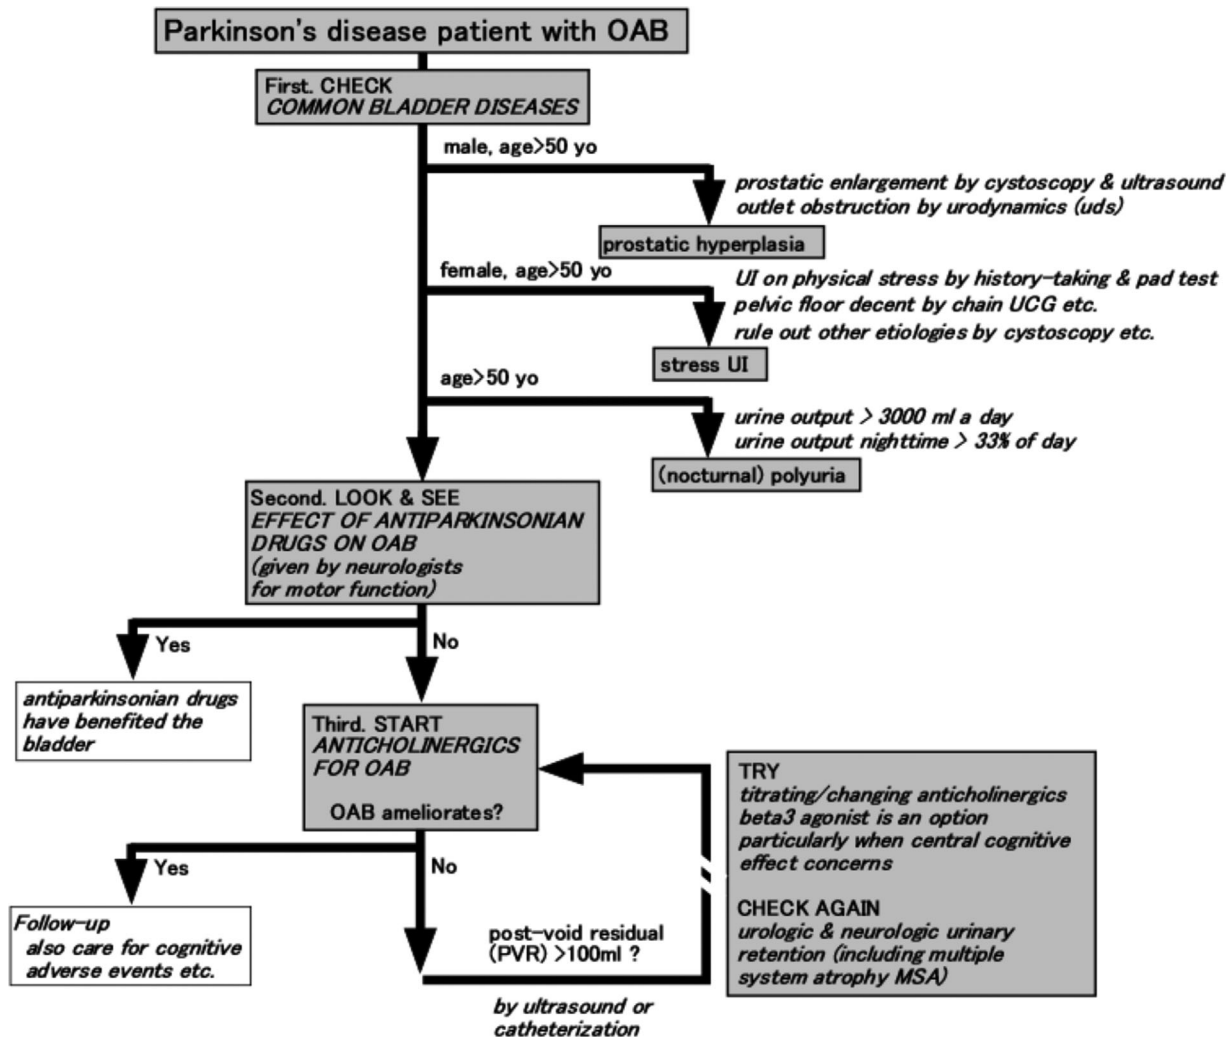 Parkinson's disease patient with OAB
First. CHECK
COMMON BLADDER DISEASES
male, age>50 yo
prostatic enlargement by cystoscopy & ultrasound
outlet obstruction by urodynamics (uds)
prostatic hyperplasia
female, age>50 yo
UI on physical stress by history-taking & pad test
pelvic floor decent by chain UCG etc.
rule out other etiologies by cystoscopy etc.
stress UI
age>50 yo
urine output > 3000 ml a day
urine output nighttime > 33% of day
(nocturnal) polyuria
Second. LOOK & SEE
EFFECT OF ANTIPARKINSONIAN
DRUGS ON OAB
(given by neurologists
for motor function)
Yes
No
antiparkinsonian drugs
have benefited the
bladder
Third. START
ANTICHOLINERGICS
FOR OAB
OAB ameliorates?
Yes
No
Follow-up
also care for cognitive
adverse events etc.
post-void residual
(PVR) >100ml ?
by ultrasound or
catheterization
TRY
titrating/changing anticholinergics
beta3 agonist is an option
particularly when central cognitive
effect concerns
CHECK AGAIN
urologic & neurologic urinary
retention (including multiple
system atrophy MSA)